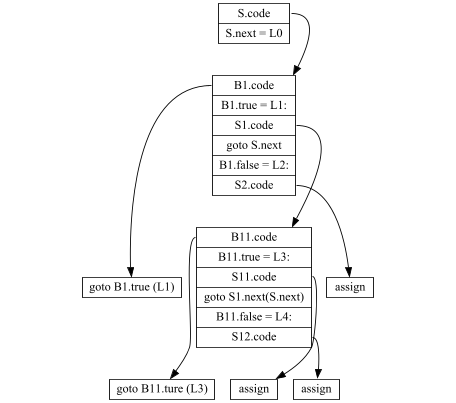 S.code
S.next = L0
B1.code
B1.true = L1:
S1.code
goto S.next
B1.false = L2:
S2.code
B11.code
B11.true = L3:
S11.code
goto S1.next(S.next)
B11.false = L4:
S12.code
goto B1.true (L1)
assign
goto B11.ture (L3)
assign
assign